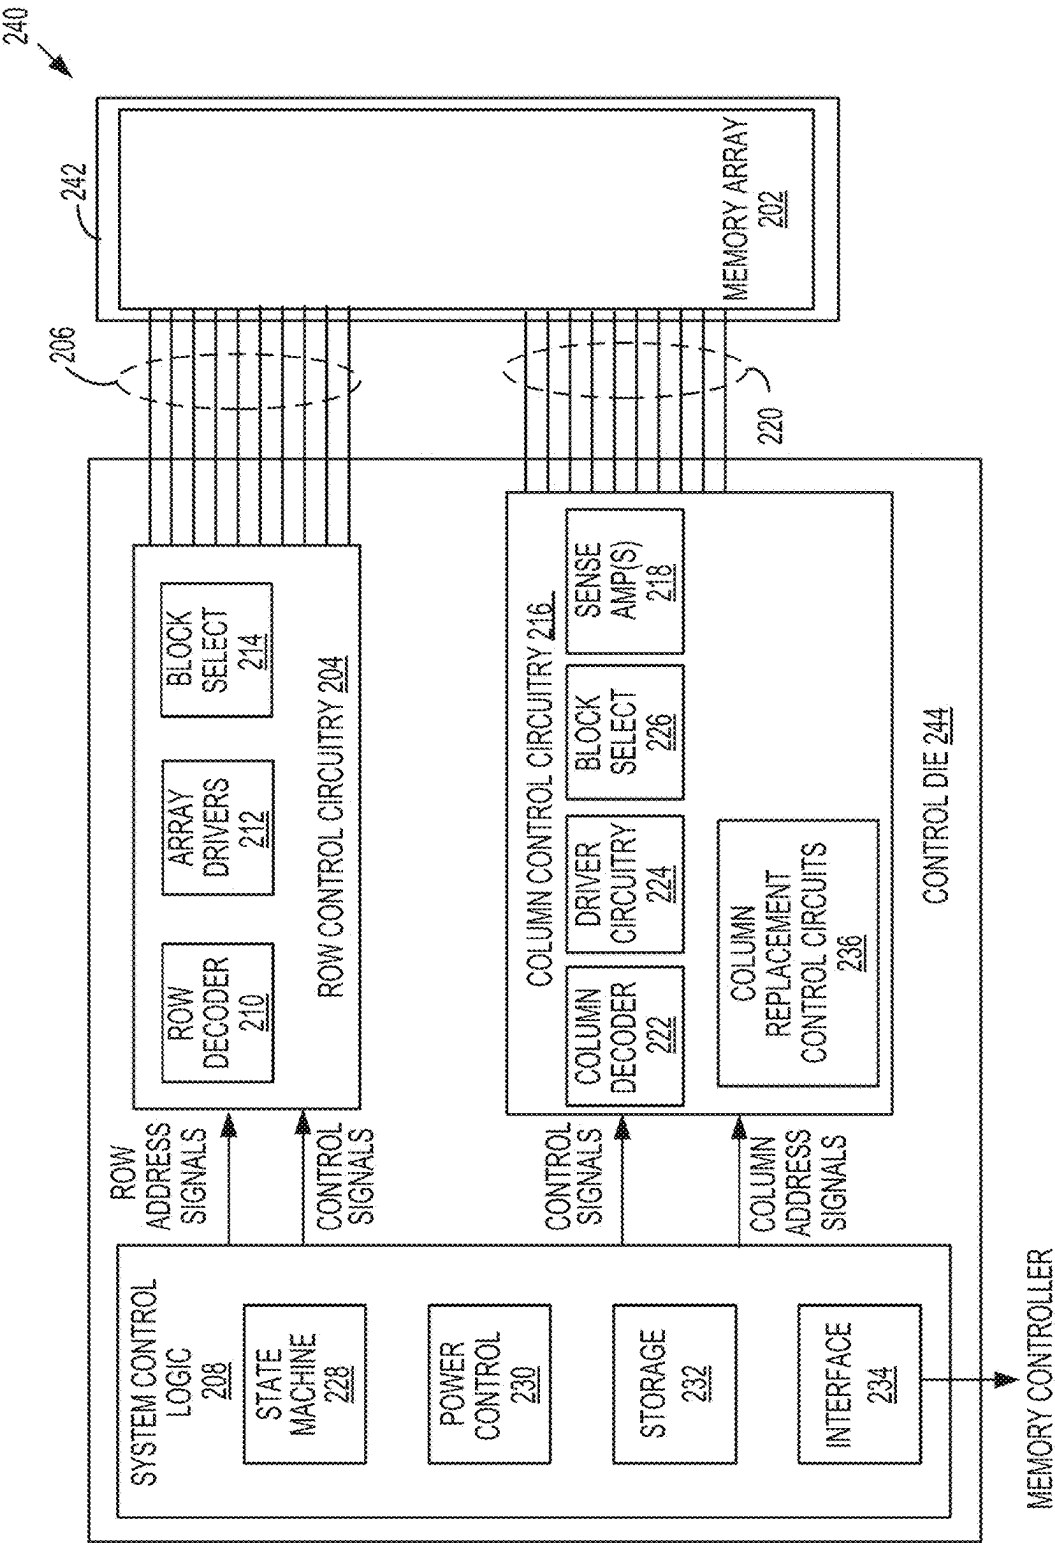 240
242
MEMORY ARRAY
202
206
220
BLOCK
SELECT
214
ARRAY
DRIVERS
212
ROW
DECODER
210
ROW CONTROL CIRCUITRY 204
COLUMN CONTROL CIRCUITRY 216
SENSE
AMP(S)
218
BLOCK
SELECT
226
DRIVER
CIRCUITRY
224
COLUMN
DECODER
222
COLUMN
REPLACEMENT
CONTROL CIRCUITS
236
CONTROL DIE 244
ROW
ADDRESS
SIGNALS
CONTROL
SIGNALS
CONTROL
SIGNALS
COLUMN
ADDRESS
SIGNALS
SYSTEM CONTROL
LOGIC
208
STATE
MACHINE
228
POWER
CONTROL
230
STORAGE
232
INTERFACE
234
MEMORY CONTROLLER